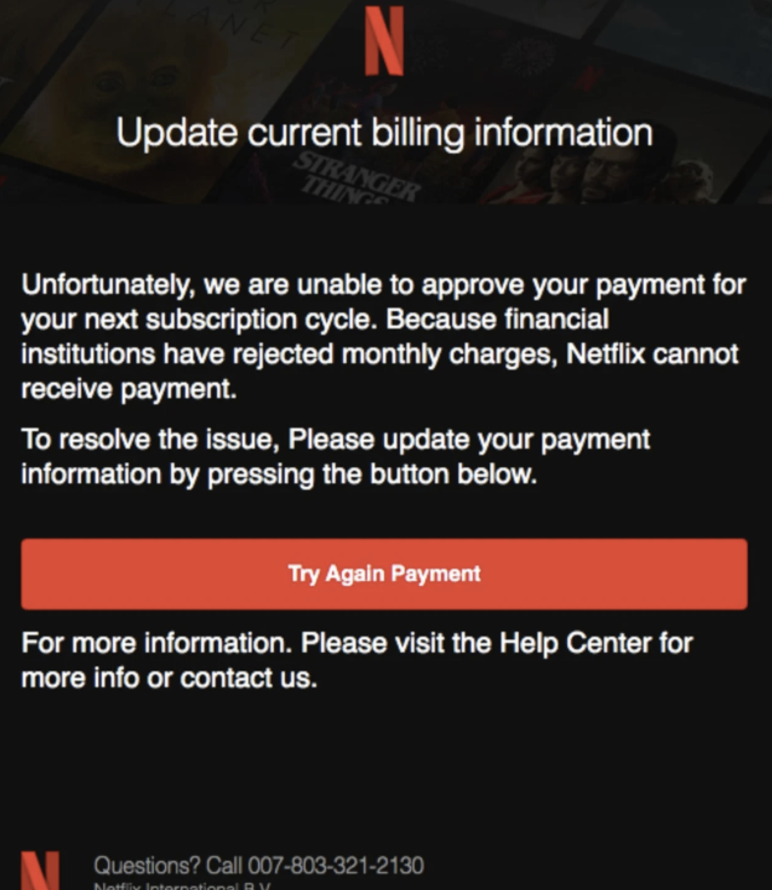 PLANET
N
Update current billing information
STRANGER
THINGS
Unfortunately, we are unable to approve your payment for
your next subscription cycle. Because financial
institutions have rejected monthly charges, Netflix cannot
receive payment.
To resolve the issue, Please update your payment
information by pressing the button below.
Try Again Payment
For more information. Please visit the Help Center for
more info or contact us.
N
Questions? Call 007-803-321-2130
Netflix International B.V.